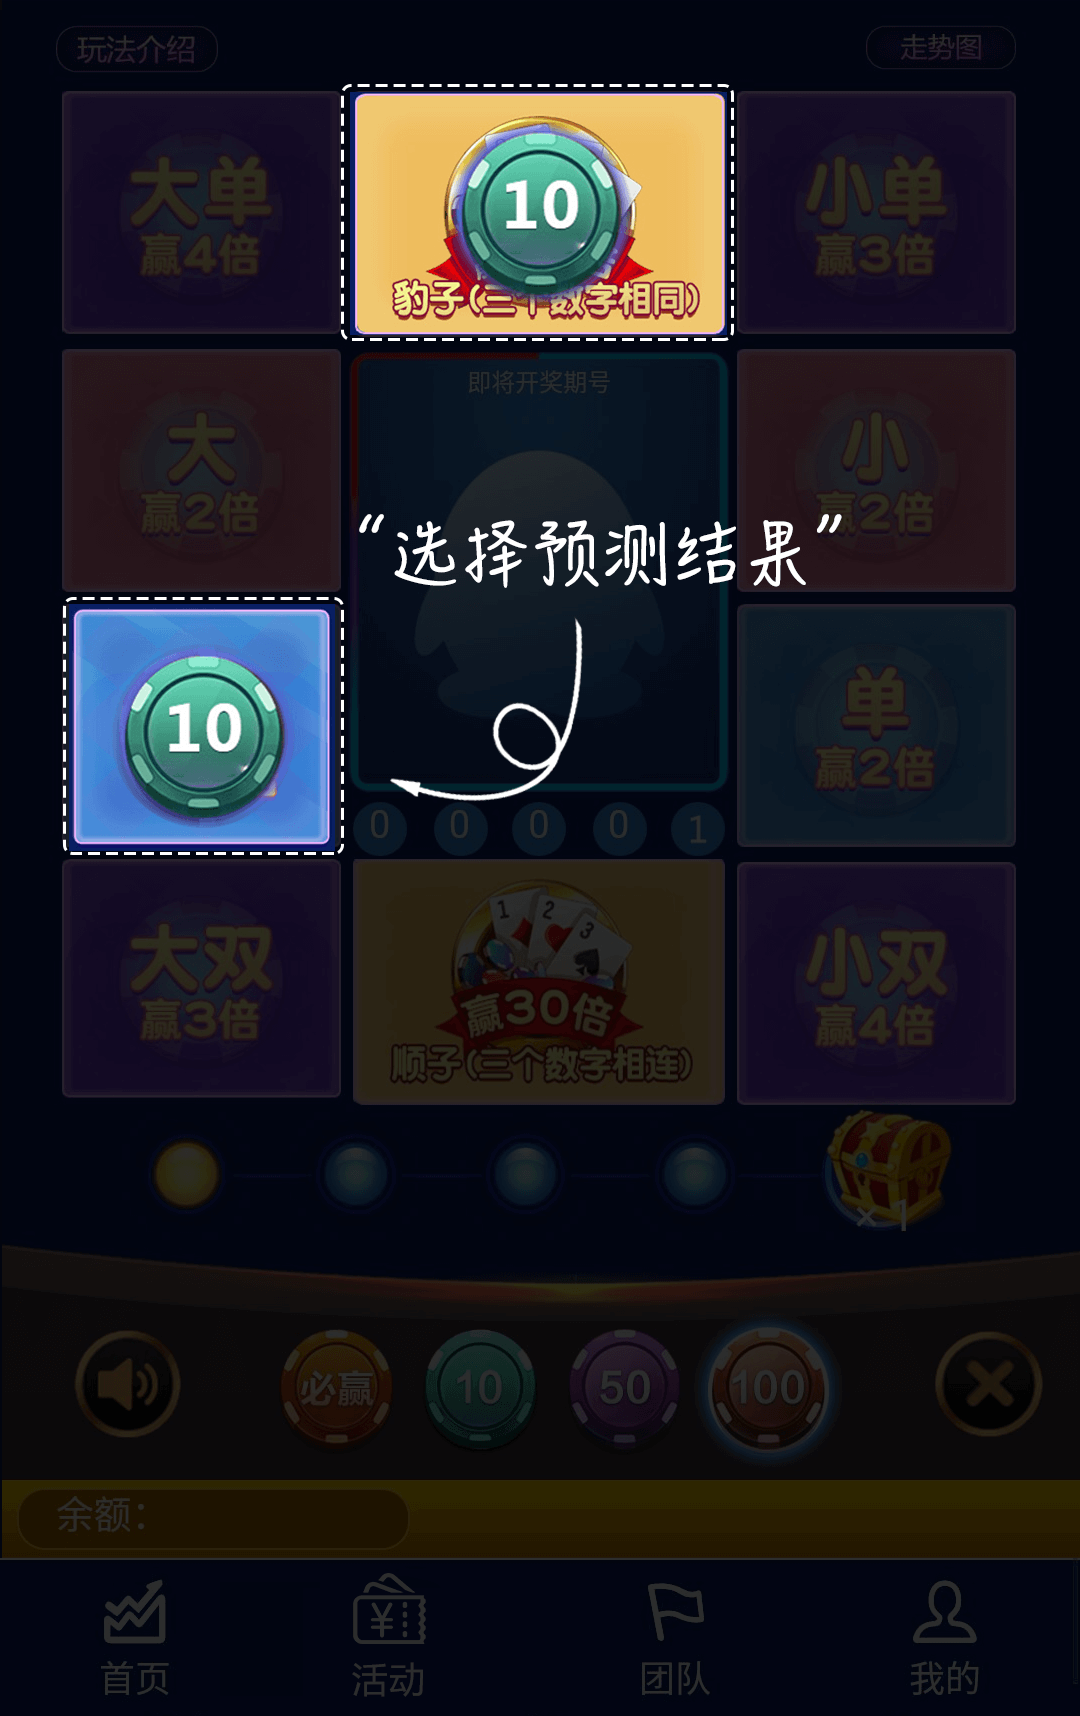 玩法介绍
走势图
大单
赢4倍
10
豹子(三个数字相同)
小单
赢3倍
大
赢2倍
即将开奖期号
小
赢2倍
“选择预测结果”
10
单
赢2倍
0 0 0 0 1
大双
赢3倍
1 2 3
赢30倍
顺子(三个数字相连)
小双
赢4倍
×1
必赢
10
50
100
余额:
首页
活动
团队
我的